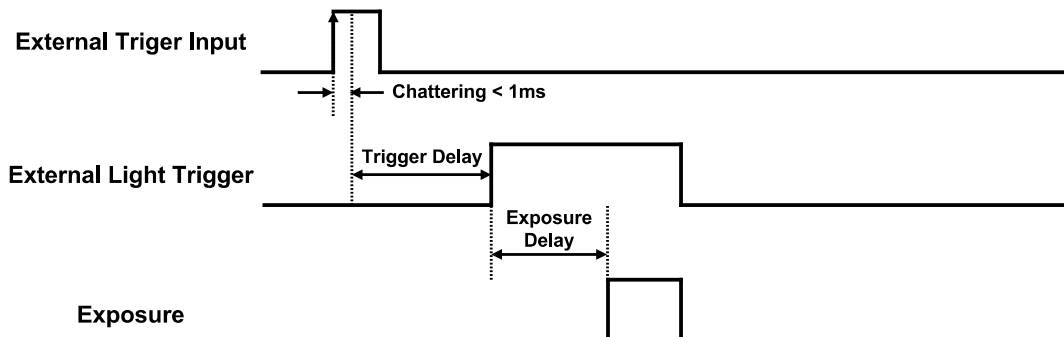 External Triger Input
Chattering < 1ms
Trigger Delay
External Light Trigger
Exposure
Delay
Exposure